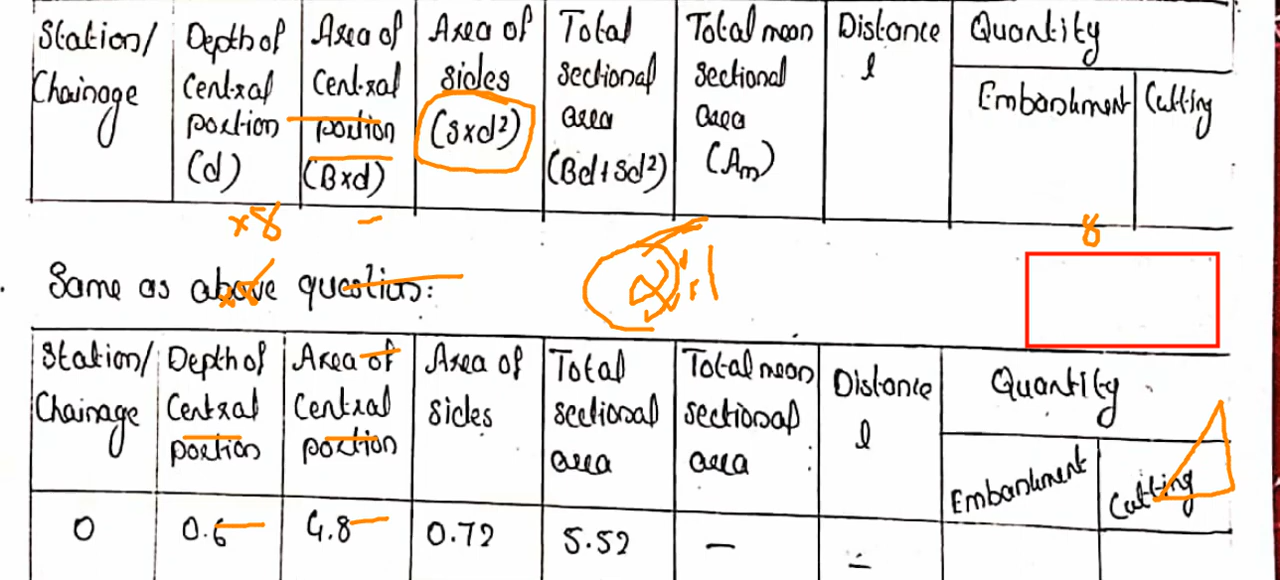 Station/ Chainage
Depth of Central portion (d)
Area of Central portion (B×d)
Area of sides (s×d²)
Total sectional area (Bd+Sd²)
Total mean sectional area (Am)
Distance l
Quantity
Embankment
Cutting
×8
8
Same as above question:
2:1
Station/ Chainage
Depth of Central portion
Area of Central portion
Area of sides
Total sectional area
Total mean sectional area
Distance l
Quantity
Embankment
Cutting
0
0.6
4.8
0.72
5.52
—
—